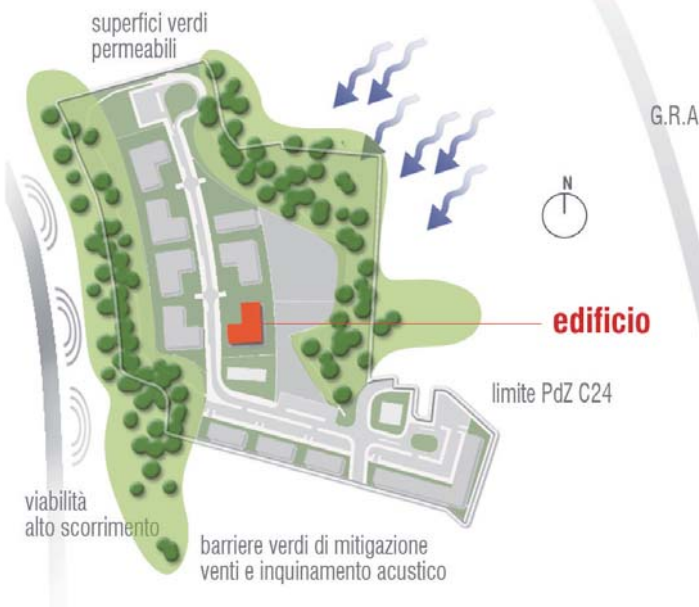 superfici verdi
permeabili
G.R.A
N
edificio
limite PdZ C24
viabilità
alto scorrimento
barriere verdi di mitigazione
venti e inquinamento acustico